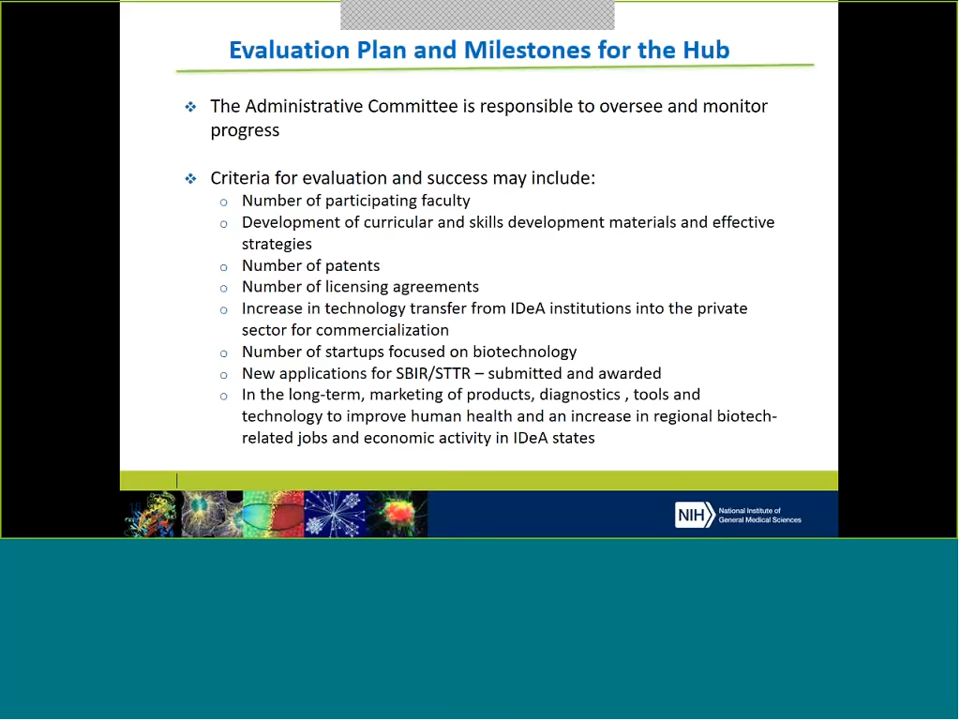 Evaluation Plan and Milestones for the Hub
The Administrative Committee is responsible to oversee and monitor
progress
Criteria for evaluation and success may include:
Number of participating faculty
Development of curricular and skills development materials and effective
strategies
Number of patents
Number of licensing agreements
Increase in technology transfer from IDeA institutions into the private
sector for commercialization
Number of startups focused on biotechnology
New applications for SBIR/STTR – submitted and awarded
In the long-term, marketing of products, diagnostics , tools and
technology to improve human health and an increase in regional biotech-
related jobs and economic activity in IDeA states
NIH National Institute of
General Medical Sciences